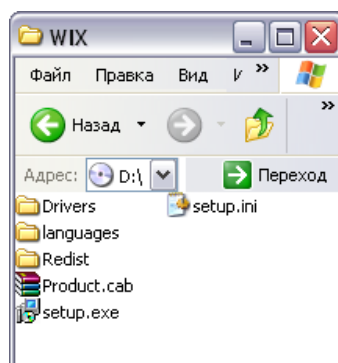 WIX
Файл Правка Вид И »
Назад »
Адрес: D:\ Переход
Drivers setup.ini
languages
Redist
Product.cab
setup.exe